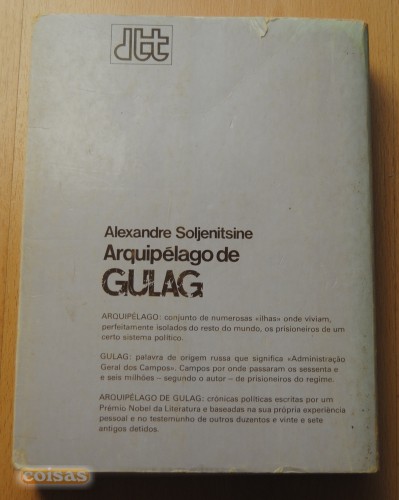 dtt
Alexandre Soljenitsine
Arquipélago de
GULAG
ARQUIPÉLAGO: conjunto de numerosas «ilhas» onde viviam,
perfeitamente isolados do resto do mundo, os prisioneiros de um
certo sistema político.
GULAG: palavra de origem russa que significa «Administração
Geral dos Campos». Campos por onde passaram os sessenta e
e seis milhões – segundo o autor – de prisioneiros do regime.
ARQUIPÉLAGO DE GULAG: crónicas políticas escritas por um
Prémio Nobel da Literatura e baseadas na sua própria experiência
pessoal e no testemunho de outros duzentos e vinte e sete
antigos detidos.
coisas